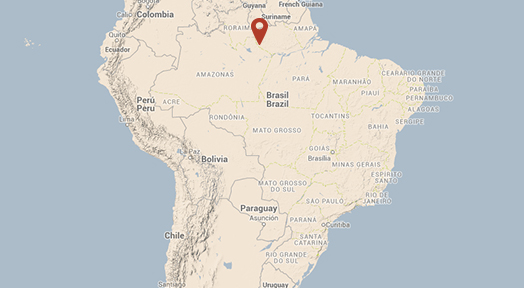 Colombia
Guyana
French Guiana
Suriname
RORAIMA
AMAPÁ
Quito
Ecuador
AMAZONAS
PARÁ
MARANHÃO
CEARÁ
RIO GRANDE
DO NORTE
PARAÍBA
PIAUÍ
PERNAMBUCO
ALAGOAS
SERGIPE
Perú
Peru
ACRE
Lima
RONDÔNIA
Brasil
Brazil
TOCANTINS
MATO GROSSO
BAHIA
GOIÁS
Brasília
La Paz
Bolivia
MINAS GERAIS
ESPÍRITO
SANTO
MATO GROSSO
DO SUL
SÃO PAULO
RIO DE
JANEIRO
Paraguay
Asunción
PARANÁ
Curitiba
SANTA
CATARINA
Chile
RIO GRANDE
DO SUL
Santiago
Uruguay